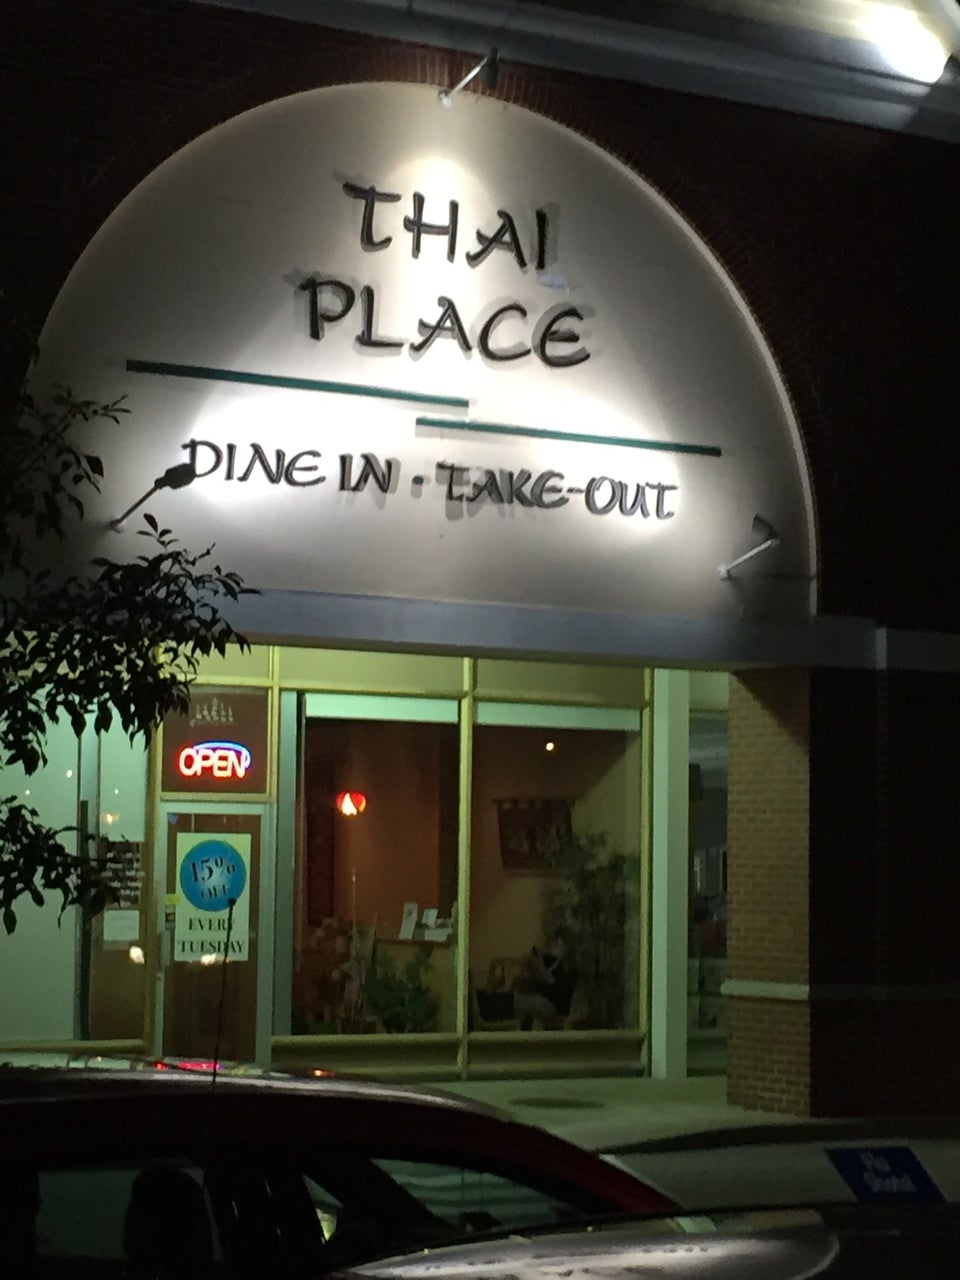 THAI
PLACE
DINE IN · TAKE-OUT
OPEN
15%
OFF
EVERY
TUESDAY